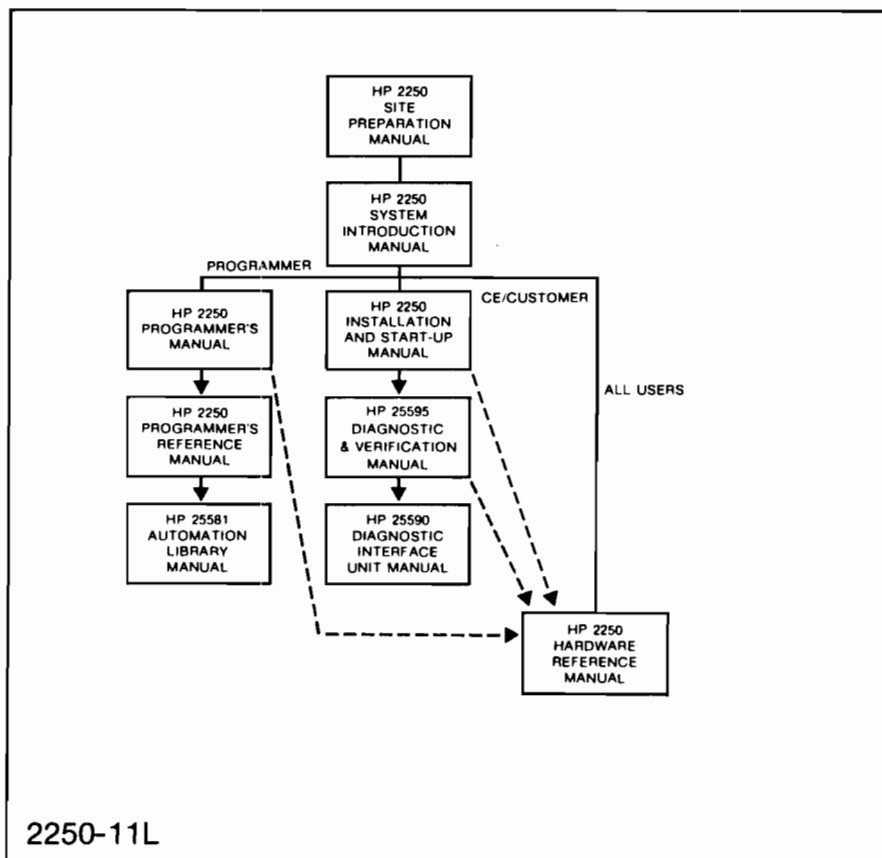 HP 2250
SITE
PREPARATION
MANUAL
HP 2250
SYSTEM
INTRODUCTION
MANUAL
PROGRAMMER
CE/CUSTOMER
ALL USERS
HP 2250
PROGRAMMER'S
MANUAL
HP 2250
INSTALLATION
AND START-UP
MANUAL
HP 2250
PROGRAMMER'S
REFERENCE
MANUAL
HP 25595
DIAGNOSTIC
& VERIFICATION
MANUAL
HP 25581
AUTOMATION
LIBRARY
MANUAL
HP 25590
DIAGNOSTIC
INTERFACE
UNIT MANUAL
HP 2250
HARDWARE
REFERENCE
MANUAL
2250-11L